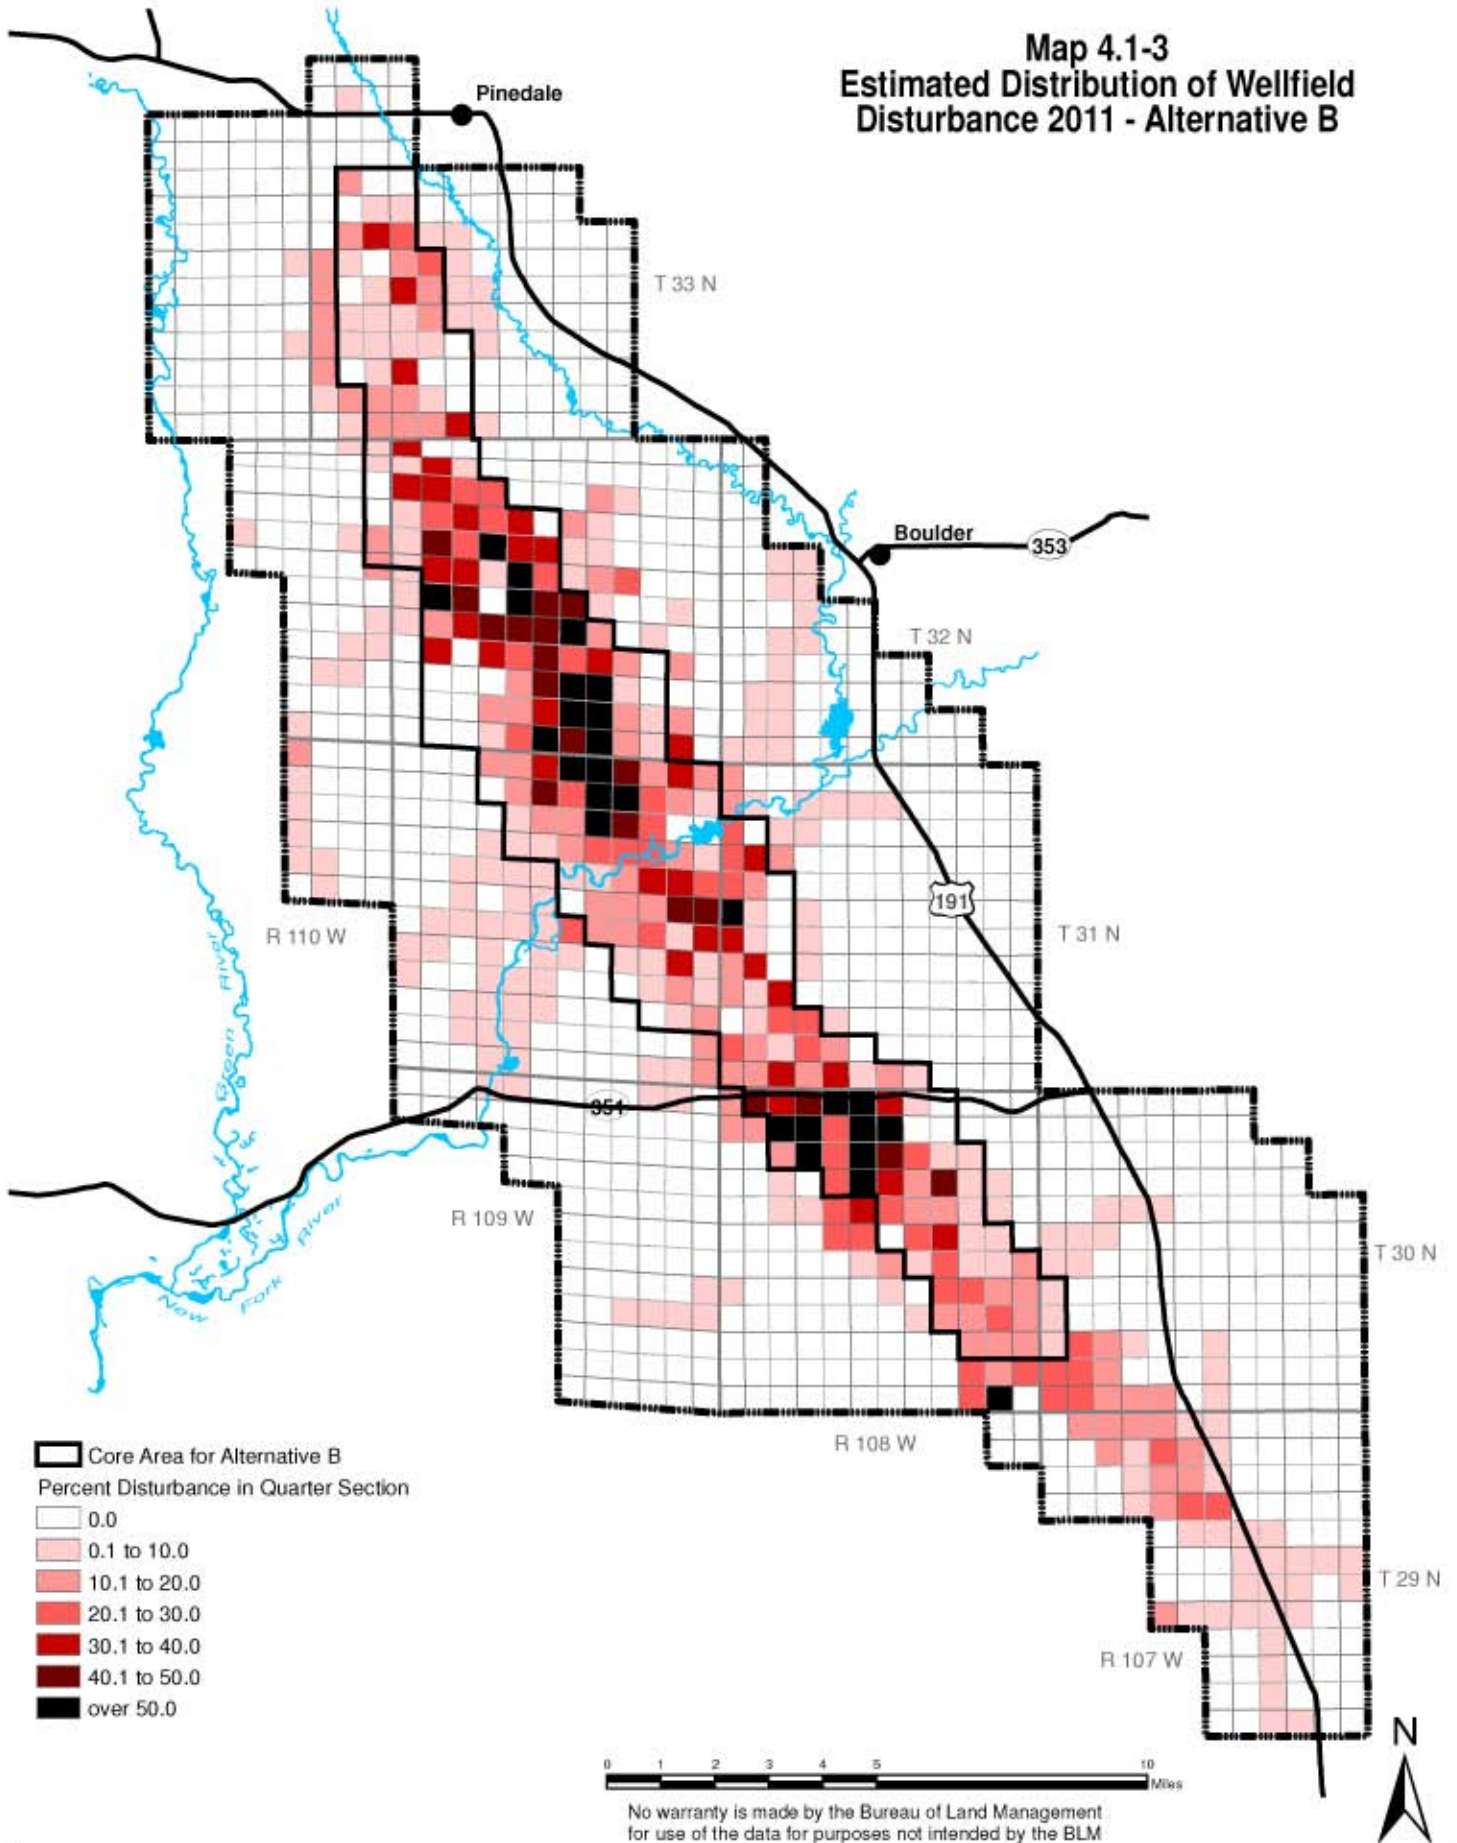 Map 4.1-3
Estimated Distribution of Wellfield
Disturbance 2011 - Alternative B
Pinedale
T 33 N
Boulder
353
T 32 N
191
T 31 N
R 110 W
Green River
351
R 109 W
T 30 N
New Fork River
R 108 W
T 29 N
R 107 W
Core Area for Alternative B
Percent Disturbance in Quarter Section
0.0
0.1 to 10.0
10.1 to 20.0
20.1 to 30.0
30.1 to 40.0
40.1 to 50.0
over 50.0
N
0 1 2 3 4 5 10
Miles
No warranty is made by the Bureau of Land Management
for use of the data for purposes not intended by the BLM